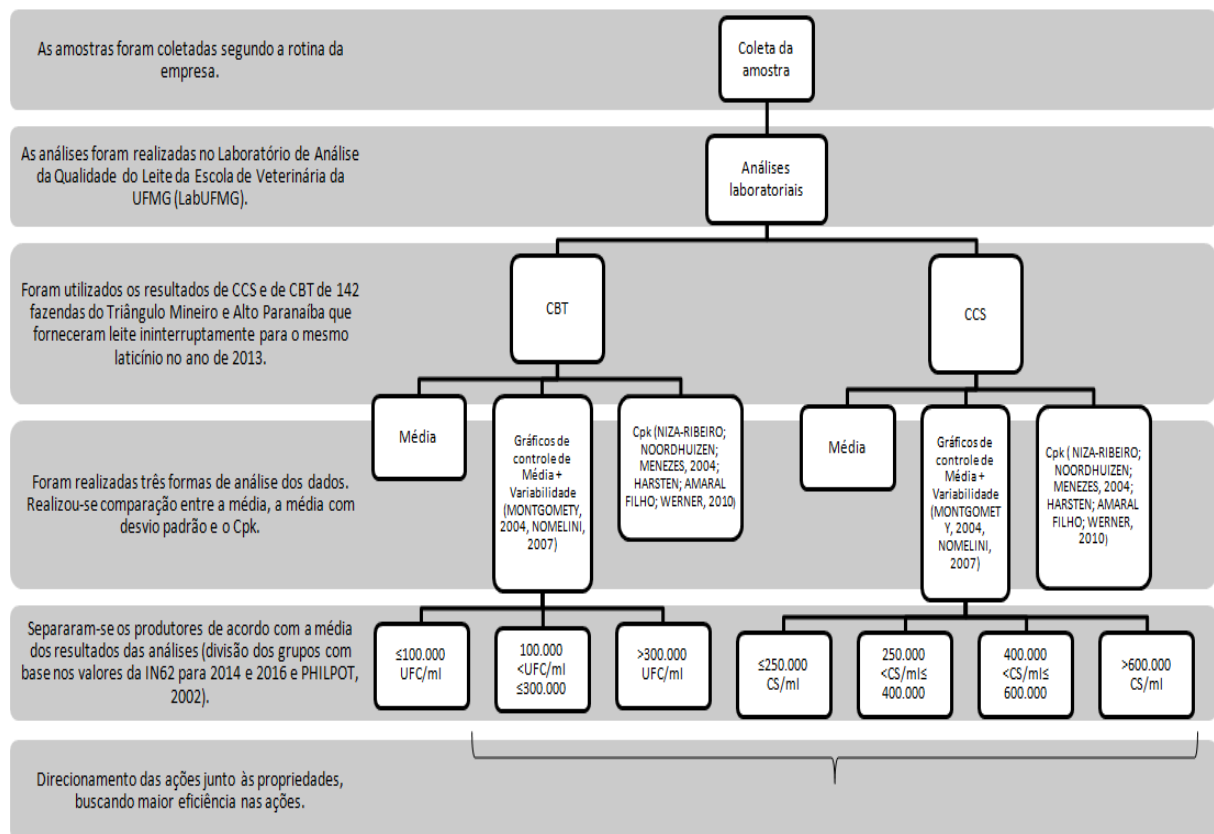 As amostras foram coletadas segundo a rotina da
empresa.
Coleta da
amostra
As análises foram realizadas no Laboratório de Análise
da Qualidade do Leite da Escola de Veterinária da
UFMG (LabUFMG).
Análises
laboratoriais
Foram utilizados os resultados de CCS e de CBT de 142
fazendas do Triângulo Mineiro e Alto Paranaíba que
forneceram leite ininterruptamente para o mesmo
laticínio no ano de 2013.
CBT
CCS
Foram realizadas três formas de análise dos dados.
Realizou-se comparação entre a média, a média com
desvio padrão e o Cpk.
Média
Gráficos de
controle de
Média +
Variabilidade
(MONTGOMETY,
2004, NOMELINI,
2007)
Cpk (NIZA-RIBEIRO;
NOORDHUIZEN;
MENEZES, 2004;
HARSTEN; AMARAL
FILHO; WERNER, 2010)
Média
Gráficos de
controle de
Média +
Variabilidade
(MONTGOMET
Y, 2004,
NOMELINI,
2007)
Cpk ( NIZA-RIBEIRO;
NOORDHUIZEN;
MENEZES, 2004;
HARSTEN; AMARAL
FILHO; WERNER,
2010)
Separaram-se os produtores de acordo com a média
dos resultados das análises (divisão dos grupos com
base nos valores da IN62 para 2014 e 2016 e PHILPOT,
2002).
≤100.000
UFC/ml
100.000
<UFC/ml
≤300.000
>300.000
UFC/ml
≤250.000
CS/ml
250.000
<CS/ml≤
400.000
400.000
<CS/ml≤
600.000
>600.000
CS/ml
Direcionamento das ações junto às propriedades,
buscando maior eficiência nas ações.